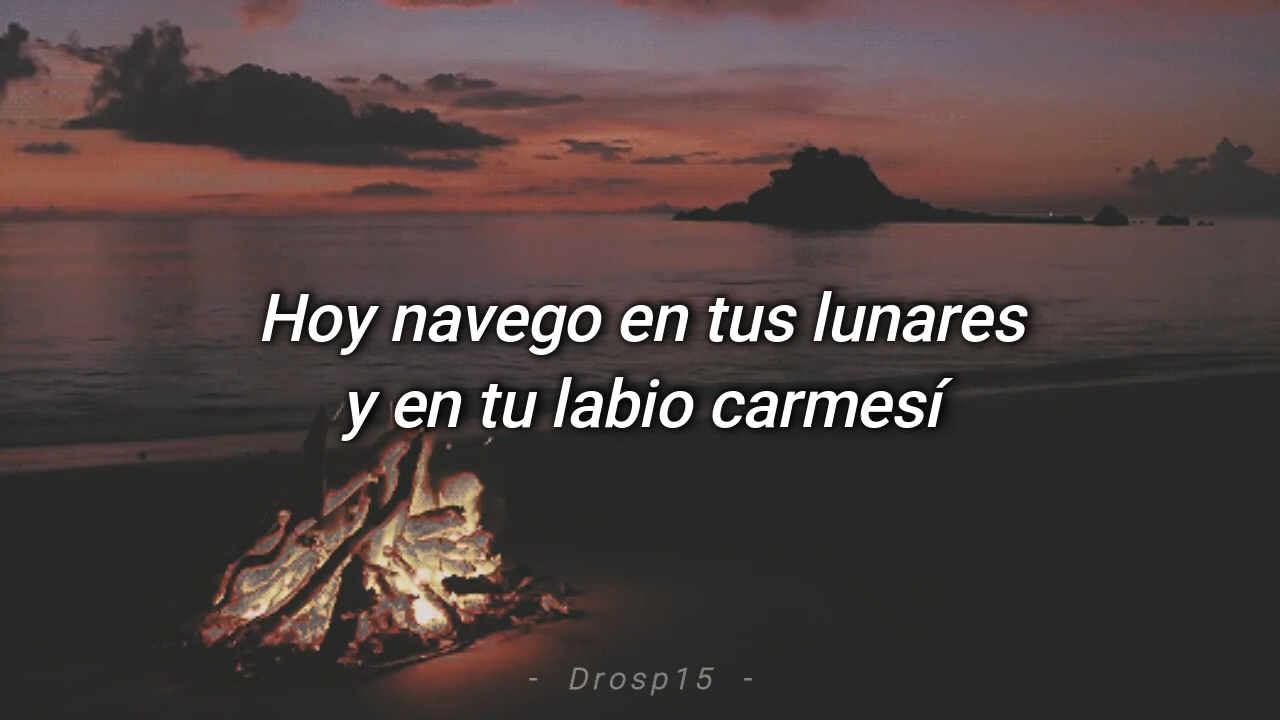 Hoy navego en tus lunares
y en tu labio carmesí
- Drosp15 -